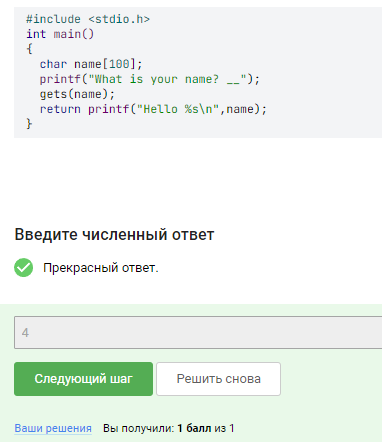 #include <stdio.h>
int main()
{
  char name[100];
  printf("What is your name? __");
  gets(name);
  return printf("Hello %s\n",name);
}
Введите численный ответ
Прекрасный ответ.
4
Следующий шаг Решить снова
Ваши решения Вы получили: 1 балл из 1